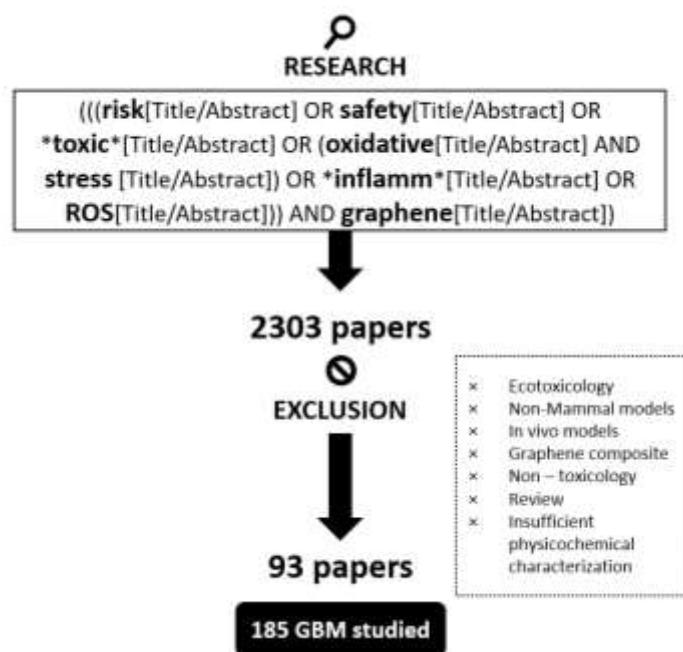 RESEARCH
(((risk[Title/Abstract] OR safety[Title/Abstract] OR
*toxic*[Title/Abstract] OR (oxidative[Title/Abstract] AND
stress [Title/Abstract]) OR *inflamm*[Title/Abstract] OR
ROS[Title/Abstract])) AND graphene[Title/Abstract])
2303 papers
EXCLUSION
× Ecotoxicology
× Non-Mammal models
× In vivo models
× Graphene composite
× Non – toxicology
× Review
× Insufficient
physicochemical
characterization
93 papers
185 GBM studied